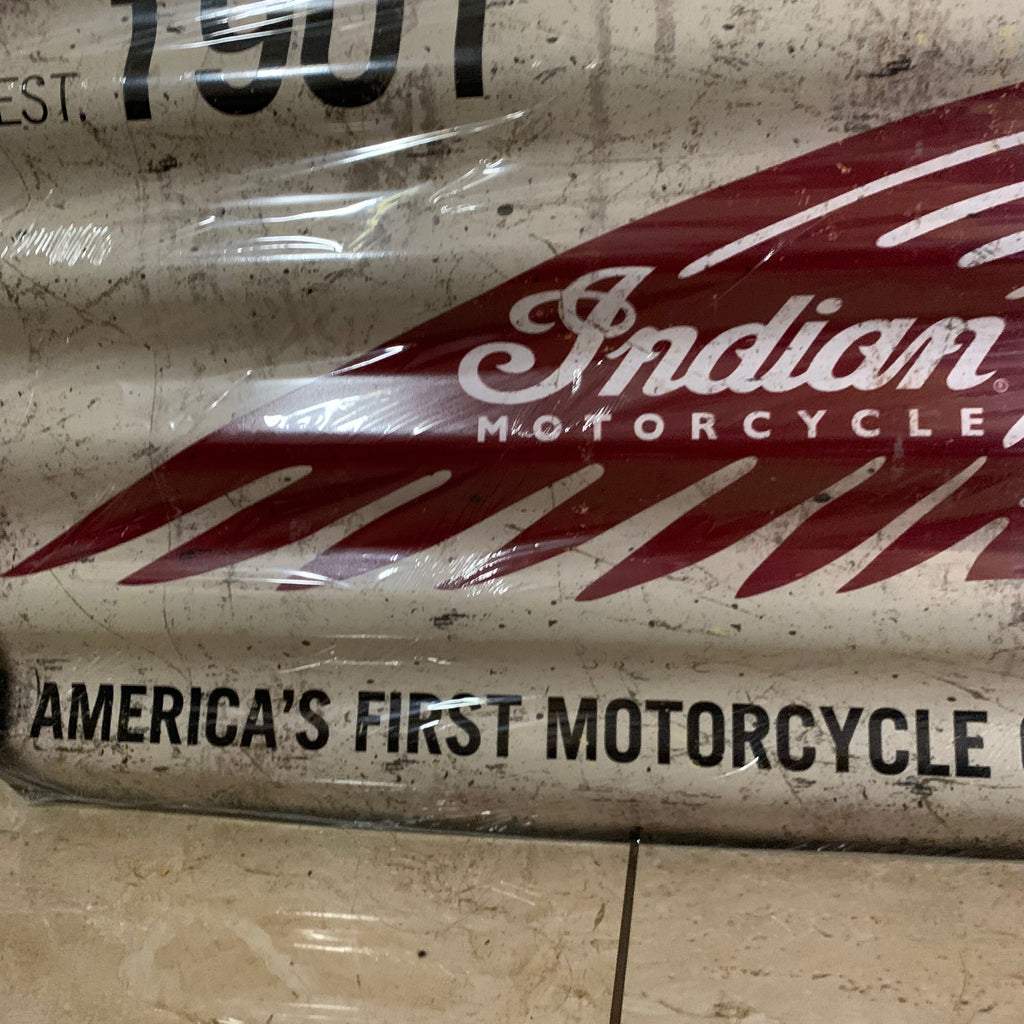 EST. 1901
Indian®
MOTORCYCLE
AMERICA'S FIRST MOTORCYCLE